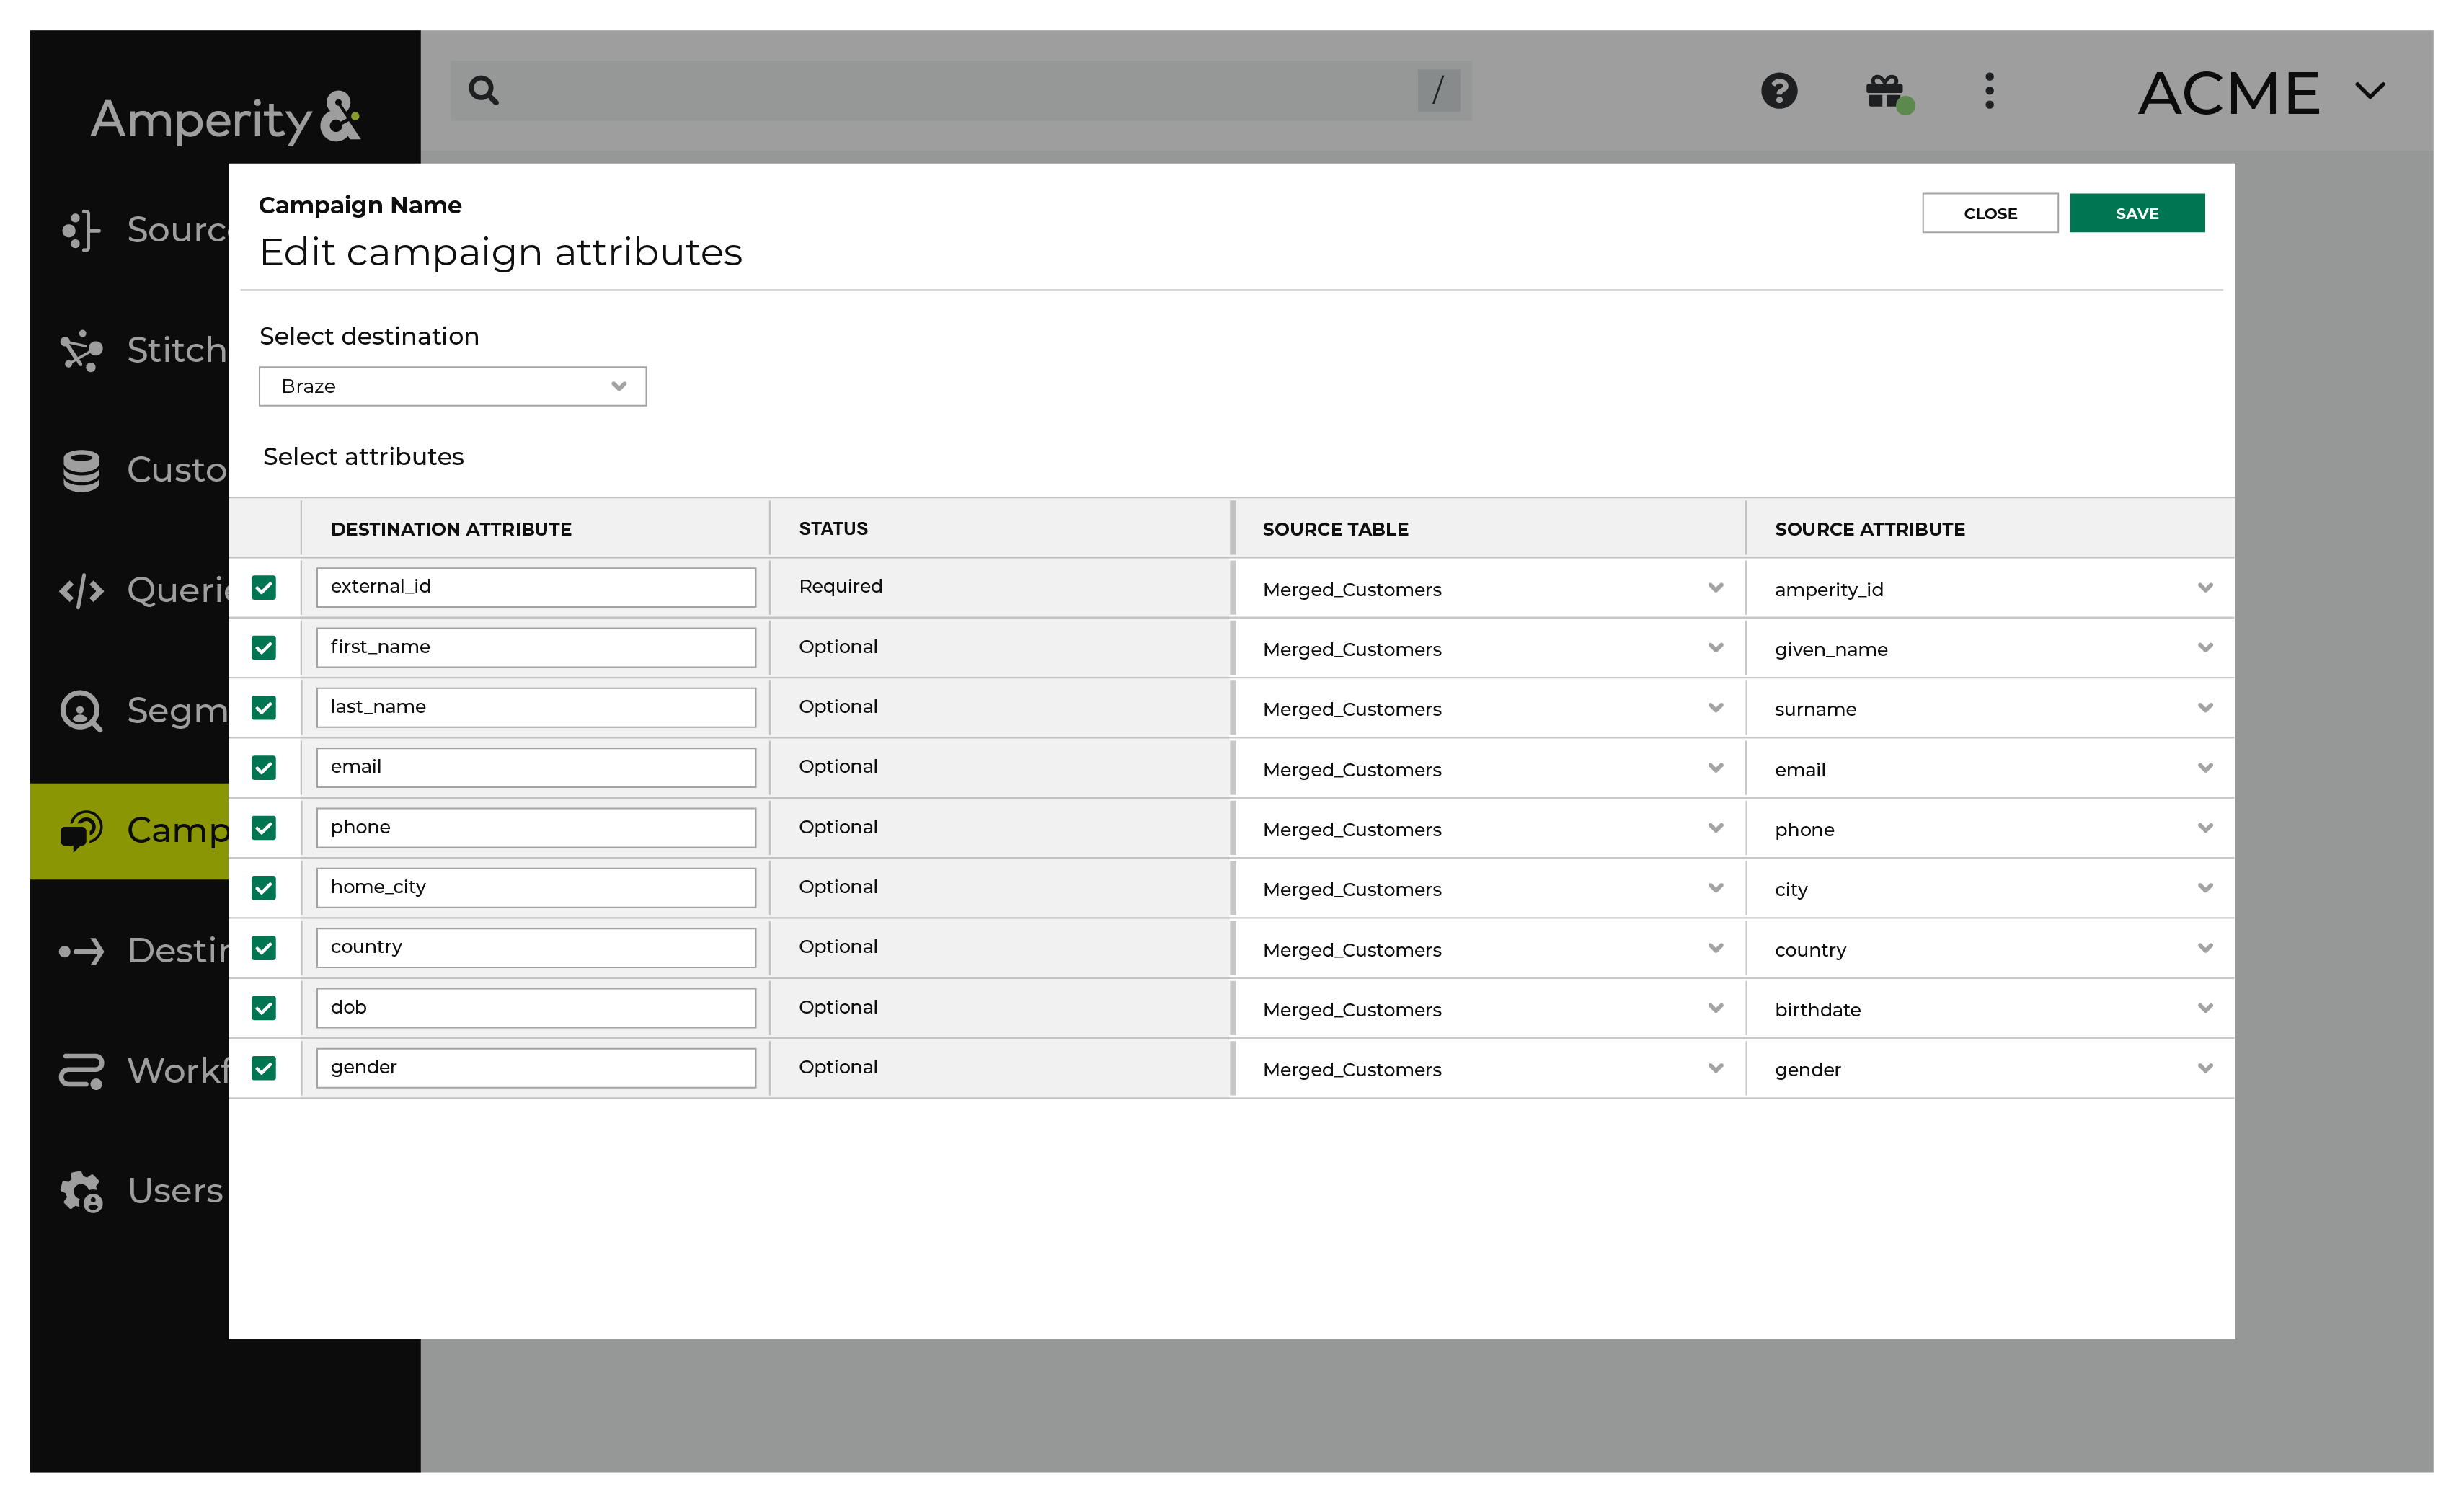 Amperity
/
ACME
Campaign Name
CLOSE
SAVE
Edit campaign attributes
Sourc
Select destination
Stitch
Braze
Select attributes
Custo
DESTINATION ATTRIBUTE STATUS SOURCE TABLE SOURCE ATTRIBUTE
Queri
external_id Required Merged_Customers amperity_id
first_name Optional Merged_Customers given_name
Segm
last_name Optional Merged_Customers surname
email Optional Merged_Customers email
Camp
phone Optional Merged_Customers phone
home_city Optional Merged_Customers city
Destin
country Optional Merged_Customers country
dob Optional Merged_Customers birthdate
Workf
gender Optional Merged_Customers gender
Users